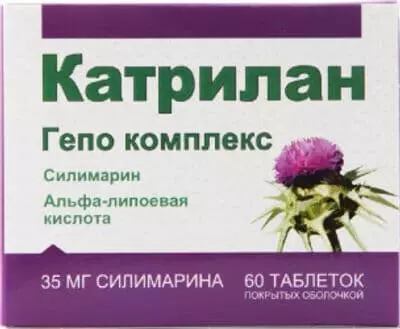 Катрилан
Гепо комплекс
Силимарин
Альфа-липоевая
кислота
35 МГ СИЛИМАРИНА
60 ТАБЛЕТОК
ПОКРЫТЫХ ОБОЛОЧКОЙ